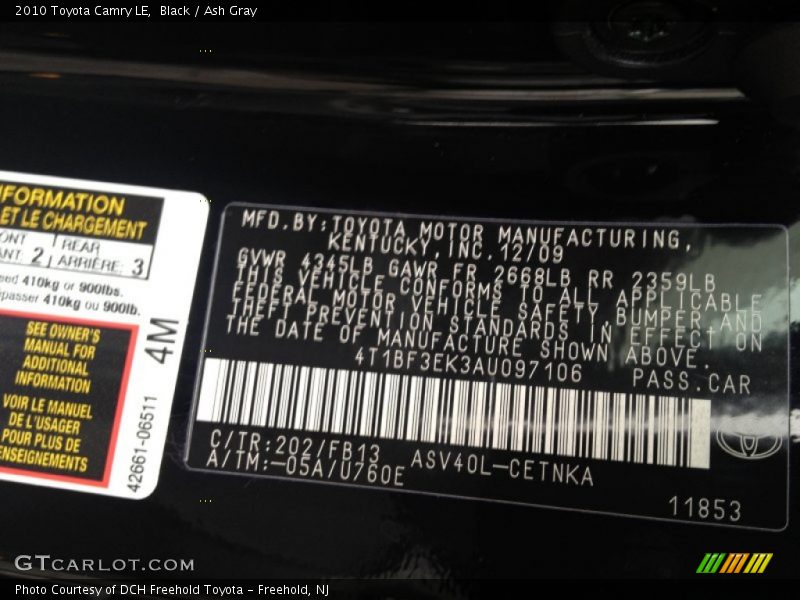 2010 Toyota Camry LE,  Black / Ash Gray
FORMATION
ET LE CHARGEMENT
REAR
2
ARRIÈRE: 3
410kg or 900lbs.
410kg ou 900lb.
SEE OWNER'S
MANUAL FOR
ADDITIONAL
INFORMATION
VOIR LE MANUEL
DE L'USAGER
POUR PLUS DE
ENSEIGNEMENTS
4M
42661-06511
MFD.BY:TOYOTA MOTOR MANUFACTURING,
KENTUCKY,INC.12/09
GVWR 4345LB GAWR FR 2668LB RR 2359LB
THIS VEHICLE CONFORMS TO ALL APPLICABLE
FEDERAL MOTOR VEHICLE SAFETY BUMPER AND
THEFT PREVENTION STANDARDS IN EFFECT ON
THE DATE OF MANUFACTURE SHOWN ABOVE.
4T1BF3EK3AU097106 PASS.CAR
C/TR:202/FB13 ASV40L-CETNKA
A/TM:-05A/U760E
11853
GTCARLOT.COM
Photo Courtesy of DCH Freehold Toyota - Freehold, NJ